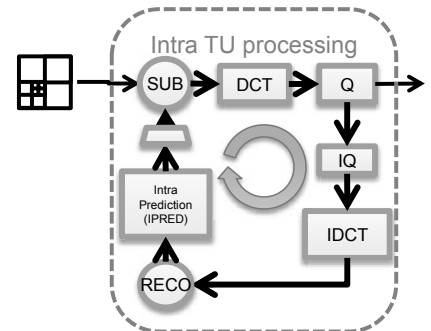 Intra TU processing
SUB
DCT
Q
IQ
Intra
Prediction
(IPRED)
IDCT
RECO